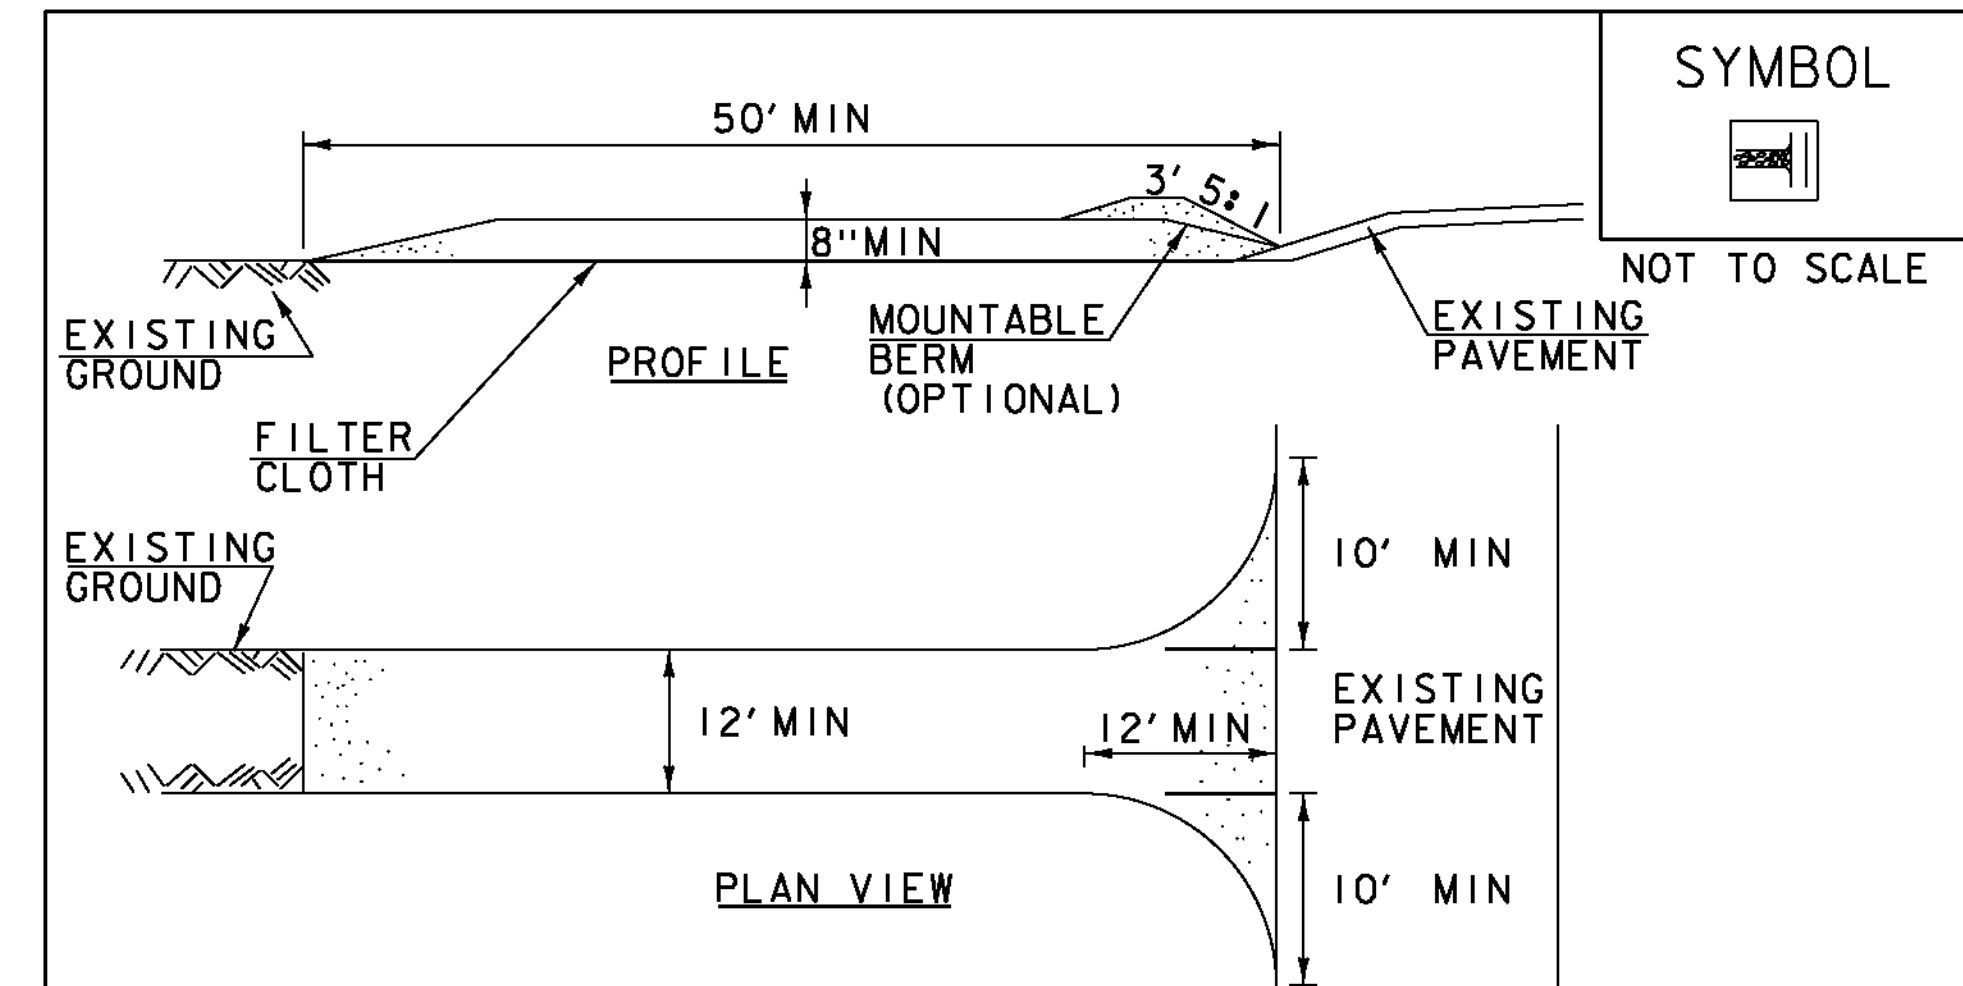 SYMBOL
50' MIN
3' 5:1
8" MIN
NOT TO SCALE
EXISTING
GROUND
PROFILE
MOUNTABLE
BERM
(OPTIONAL)
EXISTING
PAVEMENT
FILTER
CLOTH
EXISTING
GROUND
10' MIN
12' MIN
12' MIN
EXISTING
PAVEMENT
PLAN VIEW
10' MIN